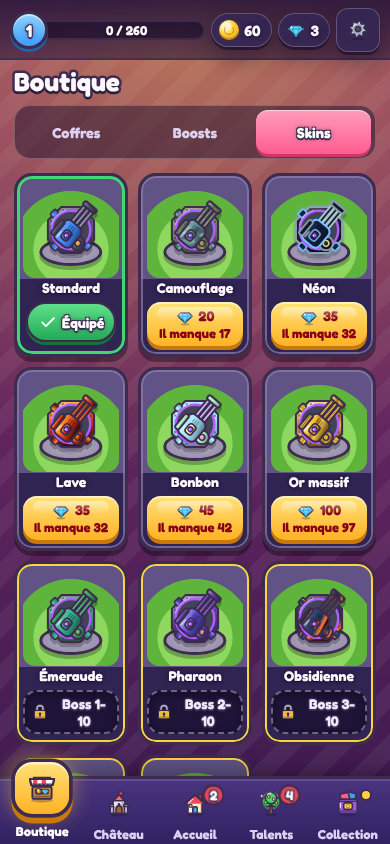 1
0 / 260
60
3
Boutique
Coffres
Boosts
Skins
Standard
Camouflage
Néon
Équipé
20
Il manque 17
35
Il manque 32
Lave
Bonbon
Or massif
35
Il manque 32
45
Il manque 42
100
Il manque 97
Émeraude
Pharaon
Obsidienne
Boss 1-
10
Boss 2-
10
Boss 3-
10
2
4
Boutique
Château
Accueil
Talents
Collection